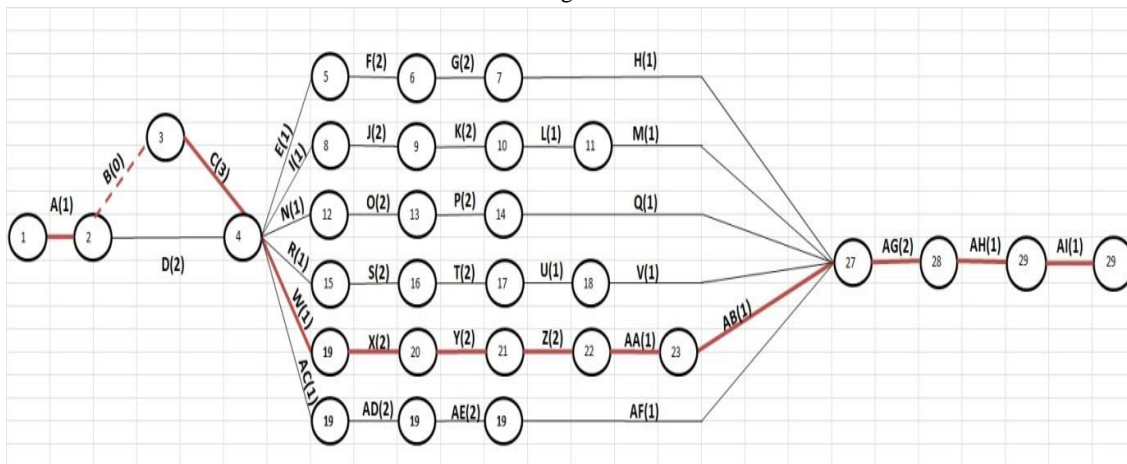 F(2) G(2) H(1)
5 6 7
E(1)
J(2) K(2) L(1) M(1)
3 8 9 10 11
I(1)
B(0) C(3)
O(2) P(2) Q(1)
A(1) N(1) 12 13 14
1 2 4
D(2)
R(1)
AG(2) AH(1) AI(1)
27 28 29 29
S(2) T(2) U(1) V(1)
15 16 17 18
W(1)
AB(1)
X(2) Y(2) Z(2) AA(1)
19 20 21 22 23
AC(1)
AD(2) AE(2) AF(1)
19 19 19